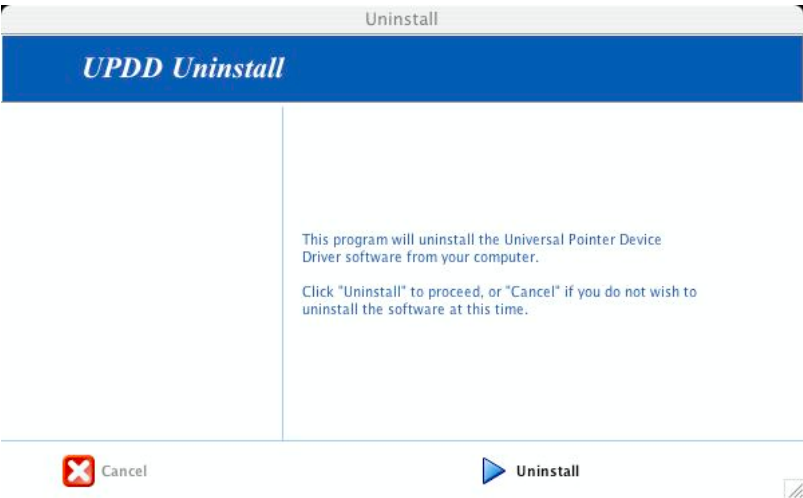 Uninstall
UPDD Uninstall
This program will uninstall the Universal Pointer Device
Driver software from your computer.
Click "Uninstall" to proceed, or "Cancel" if you do not wish to
uninstall the software at this time.
Cancel
Uninstall